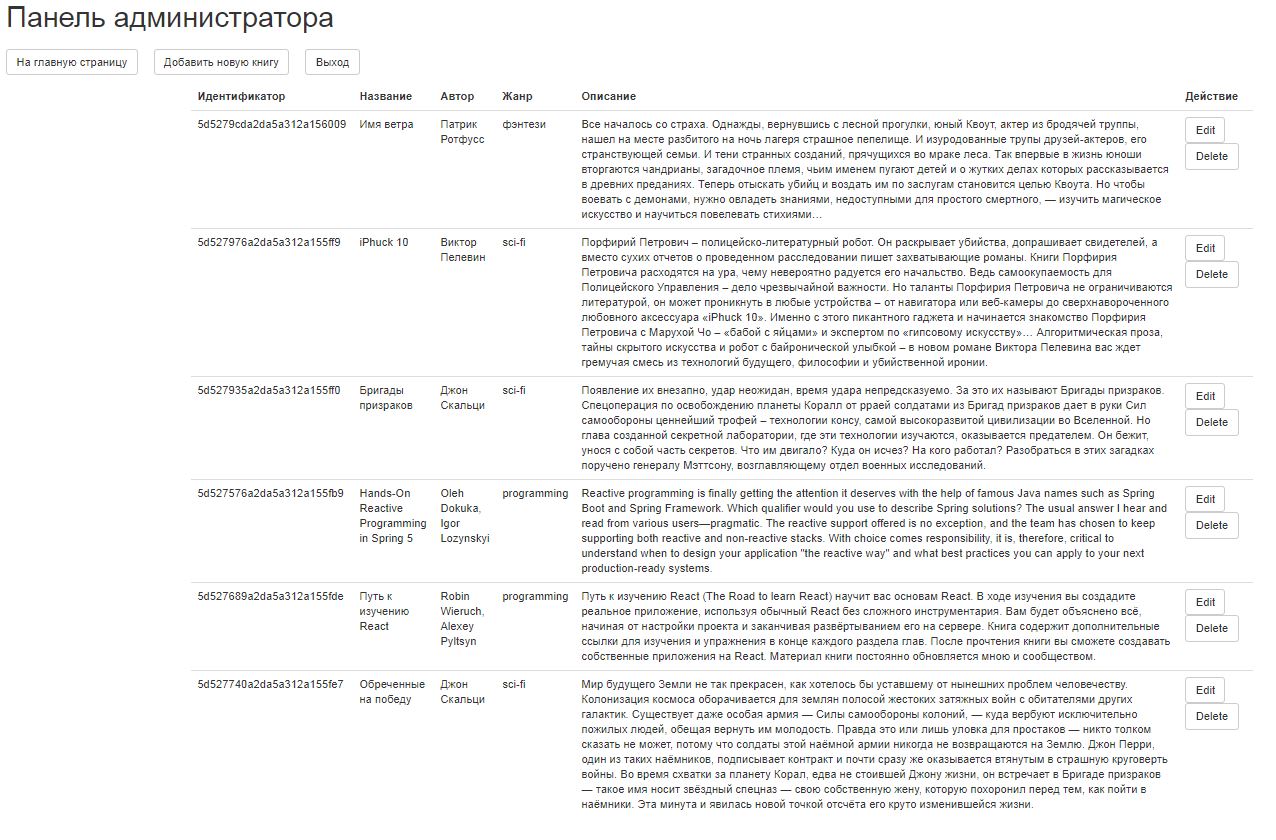 Панель администратора
На главную страницу Добавить новую книгу Выход
Идентификатор Название Автор Жанр Описание Действие
5d5279cda2da5a312a156009 Имя ветра Патрик Ротфусс фэнтези
Все началось со страха. Однажды, вернувшись с лесной прогулки, юный Квоут, актер из бродячей труппы,
нашел на месте разбитого на ночь лагеря страшное пепелище. И изуродованные трупы друзей-актеров, его
странствующей семьи. И тени странных созданий, прячущихся во мраке леса. Так впервые в жизнь юноши
вторгаются чандрианы, загадочное племя, чьим именем пугают детей и о жутких делах которых рассказывается
в древних преданиях. Теперь отыскать убийц и воздать им по заслугам становится целью Квоута. Но чтобы
воевать с демонами, нужно овладеть знаниями, недоступными для простого смертного, — изучить магическое
искусство и научиться повелевать стихиями…
Edit
Delete
5d527976a2da5a312a155ff9 iPhuck 10 Виктор Пелевин sci-fi
Порфирий Петрович – полицейско-литературный робот. Он раскрывает убийства, допрашивает свидетелей, а
вместо сухих отчетов о проведенном расследовании пишет захватывающие романы. Книги Порфирия
Петровича расходятся на ура, чему невероятно радуется его начальство. Ведь самоокупаемость для
Полицейского Управления – дело чрезвычайной важности. Но таланты Порфирия Петровича не ограничиваются
литературой, он может проникнуть в любые устройства – от навигатора или веб-камеры до сверхнавороченного
любовного аксессуара «iPhuck 10». Именно с этого пикантного гаджета и начинается знакомство Порфирия
Петровича с Марухой Чо – «бабой с яйцами» и экспертом по «гипсовому искусству»… Алгоритмическая проза,
тайны скрытого искусства и робот с байронической улыбкой – в новом романе Виктора Пелевина вас ждет
гремучая смесь из технологий будущего, философии и убийственной иронии.
Edit
Delete
5d527935a2da5a312a155ff0 Бригады призраков Джон Скальци sci-fi
Появление их внезапно, удар неожидан, время удара непредсказуемо. За это их называют Бригады призраков.
Спецоперация по освобождению планеты Коралл от рраей солдатами из Бригад призраков дает в руки Сил
самообороны ценнейший трофей – технологии консу, самой высокоразвитой цивилизации во Вселенной. Но
глава созданной секретной лаборатории, где эти технологии изучаются, оказывается предателем. Он бежит,
унося с собой часть секретов. Что им двигало? Куда он исчез? На кого работал? Разобраться в этих загадках
поручено генералу Мэттсону, возглавляющему отдел военных исследований.
Edit
Delete
5d527576a2da5a312a155fb9 Hands-On Reactive Programming in Spring 5 Oleh Dokuka, Igor Lozynskyi programming
Reactive programming is finally getting the attention it deserves with the help of famous Java names such as Spring
Boot and Spring Framework. Which qualifier would you use to describe Spring solutions? The usual answer I hear and
read from various users—pragmatic. The reactive support offered is no exception, and the team has chosen to keep
supporting both reactive and non-reactive stacks. With choice comes responsibility, it is, therefore, critical to
understand when to design your application "the reactive way" and what best practices you can apply to your next
production-ready systems.
Edit
Delete
5d527689a2da5a312a155fde Путь к изучению React Robin Wieruch, Alexey Pyltsyn programming
Путь к изучению React (The Road to learn React) научит вас основам React. В ходе изучения вы создадите
реальное приложение, используя обычный React без сложного инструментария. Вам будет объяснено всё,
начиная от настройки проекта и заканчивая развёртыванием его на сервере. Книга содержит дополнительные
ссылки для изучения и упражнения в конце каждого раздела глав. После прочтения книги вы сможете создавать
собственные приложения на React. Материал книги постоянно обновляется мною и сообществом.
Edit
Delete
5d527740a2da5a312a155fe7 Обреченные на победу Джон Скальци sci-fi
Мир будущего Земли не так прекрасен, как хотелось бы уставшему от нынешних проблем человечеству.
Колонизация космоса оборачивается для землян полосой жестоких затяжных войн с обитателями других
галактик. Существует даже особая армия — Силы самообороны колоний, — куда вербуют исключительно
пожилых людей, обещая вернуть им молодость. Правда это или лишь уловка для простаков — никто толком
сказать не может, потому что солдаты этой наёмной армии никогда не возвращаются на Землю. Джон Перри,
один из таких наёмников, подписывает контракт и почти сразу же оказывается втянутым в страшную круговерть
войны. Во время схватки за планету Корал, едва не стоившей Джону жизни, он встречает в Бригаде призраков
— такое имя носит звёздный спецназ — свою собственную жену, которую похоронил перед тем, как пойти в
наёмники. Эта минута и явилась новой точкой отсчёта его круто изменившейся жизни.
Edit
Delete